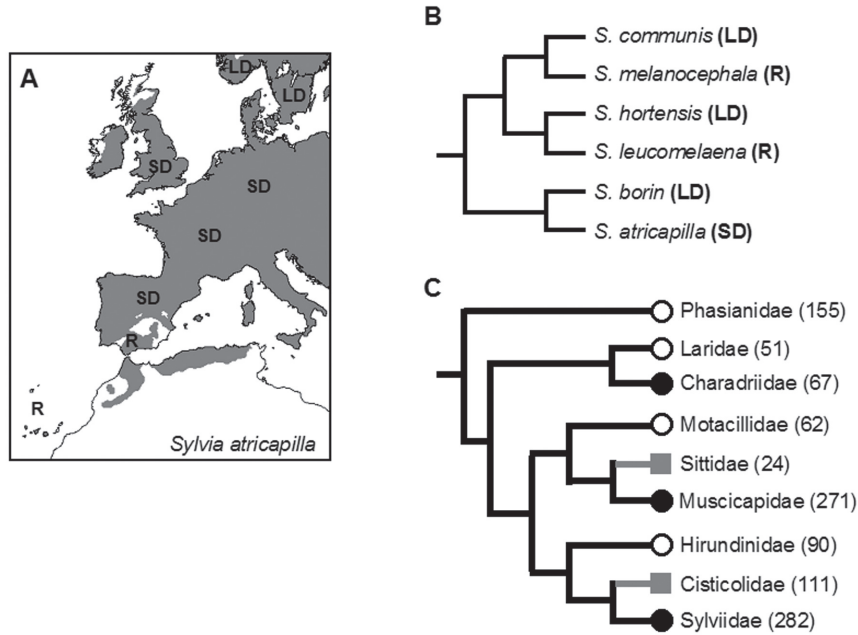 A
LD
LD
SD
SD
SD
SD
R
R
Sylvia atricapilla
B
S. communis (LD)
S. melanocephala (R)
S. hortensis (LD)
S. leucomelaena (R)
S. borin (LD)
S. atricapilla (SD)
C
Phasianidae (155)
Laridae (51)
Charadriidae (67)
Motacillidae (62)
Sittidae (24)
Muscicapidae (271)
Hirundinidae (90)
Cisticolidae (111)
Sylviidae (282)